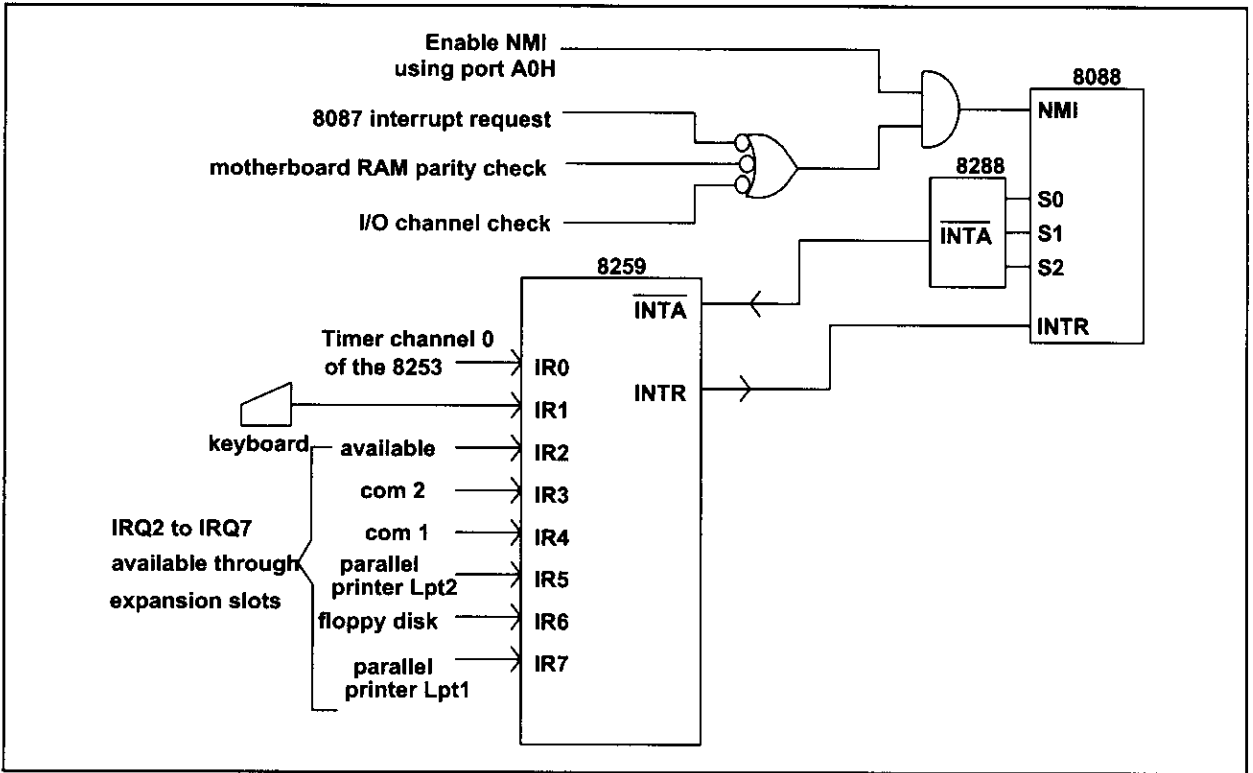 Enable NMI
using port A0H
8088
NMI
8087 interrupt request
motherboard RAM parity check
I/O channel check
8288
INTA
S0
S1
S2
INTR
8259
INTA
INTR
Timer channel 0
of the 8253
IR0
IR1
keyboard
available
IR2
com 2
IR3
IRQ2 to IRQ7
available through
expansion slots
com 1
IR4
parallel
printer Lpt2
IR5
floppy disk
IR6
parallel
printer Lpt1
IR7